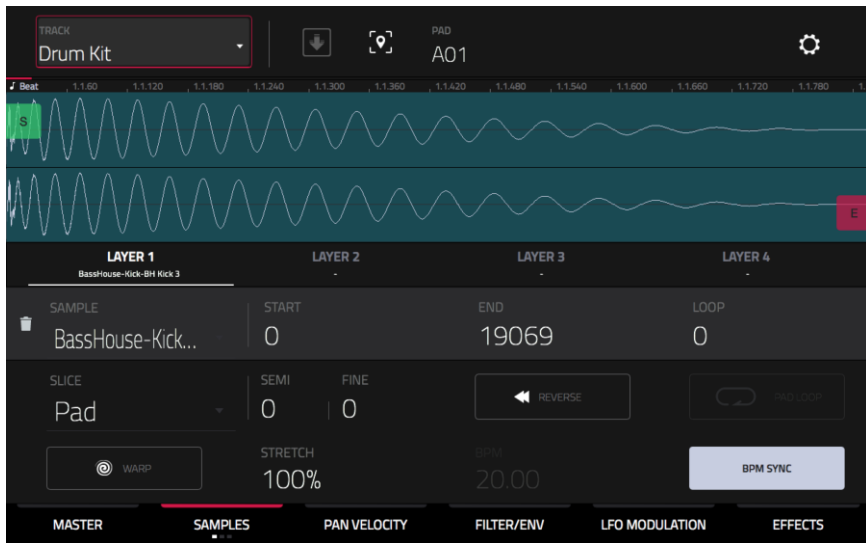 TRACK
Drum Kit
PAD
A01
Beat 1.1.60 1.1.120 1.1.180 1.1.240 1.1.300 1.1.360 1.1.420 1.1.480 1.1.540 1.1.600 1.1.660 1.1.720 1.1.780 1.
S
E
LAYER 1 LAYER 2 LAYER 3 LAYER 4
BassHouse-Kick-BH Kick 3 - - -
SAMPLE START END LOOP
BassHouse-Kick... 0 19069 0
SLICE SEMI FINE
Pad 0 0 REVERSE PAD LOOP
STRETCH BPM
WARP 100% 20.00 BPM SYNC
MASTER SAMPLES PAN VELOCITY FILTER/ENV LFO MODULATION EFFECTS